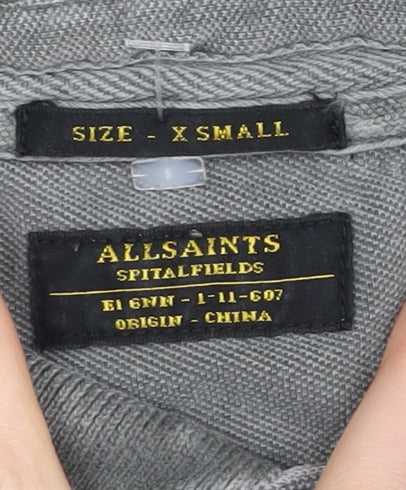 SIZE - X SMALL
ALLSAINTS
SPITALFIELDS
E1 6NN - 1-11-607
ORIGIN - CHINA